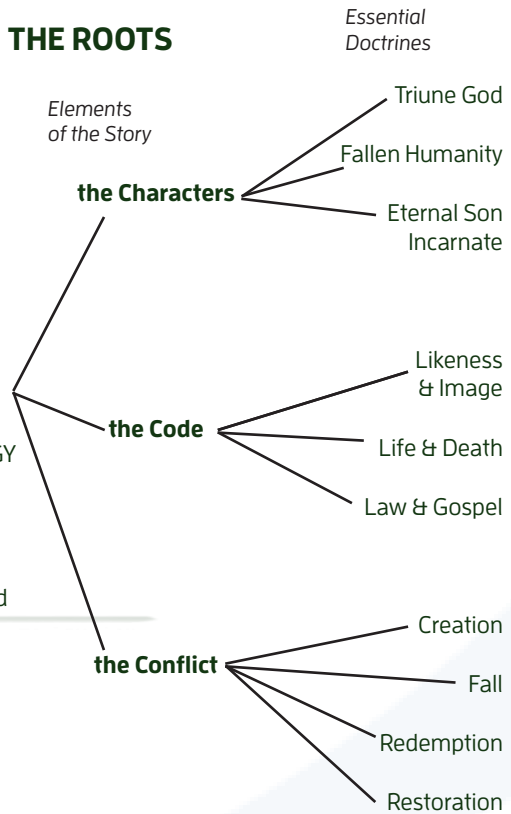 THE ROOTS
Essential
Doctrines
Elements
of the Story
the Characters
Triune God
Fallen Humanity
Eternal Son
Incarnate
the Code
Likeness
& Image
Life & Death
Law & Gospel
the Conflict
Creation
Fall
Redemption
Restoration